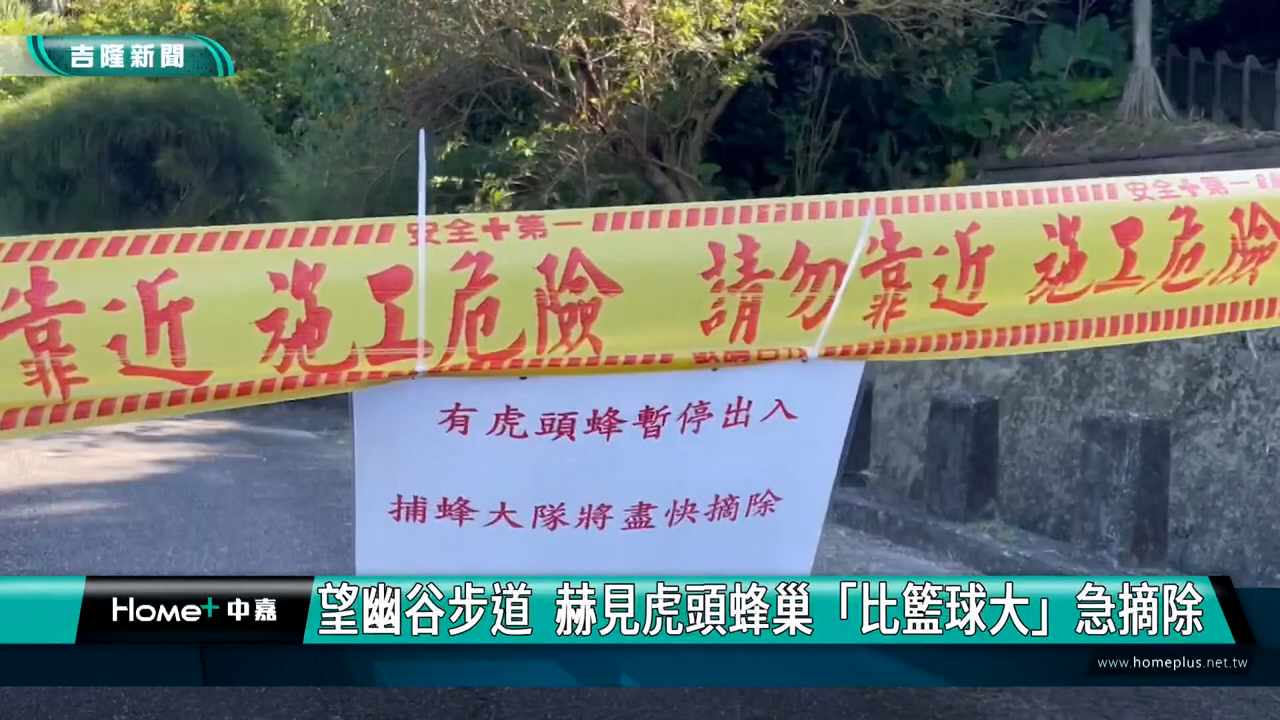 吉隆新聞
安全✚第一
安全✚第一
靠近 施工危險 請勿靠近 施工危險
有虎頭蜂暫停出入
捕蜂大隊將盡快摘除
Home+中嘉
望幽谷步道 赫見虎頭蜂巢「比籃球大」急摘除
www.homeplus.net.tw